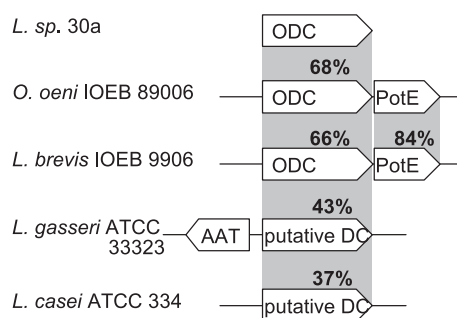 L. sp. 30a ODC
68%
O. oeni IOEB 89006 ODC PotE
66% 84%
L. brevis IOEB 9906 ODC PotE
43%
L. gasseri ATCC
33323 AAT putative DC
37%
L. casei ATCC 334 putative DC